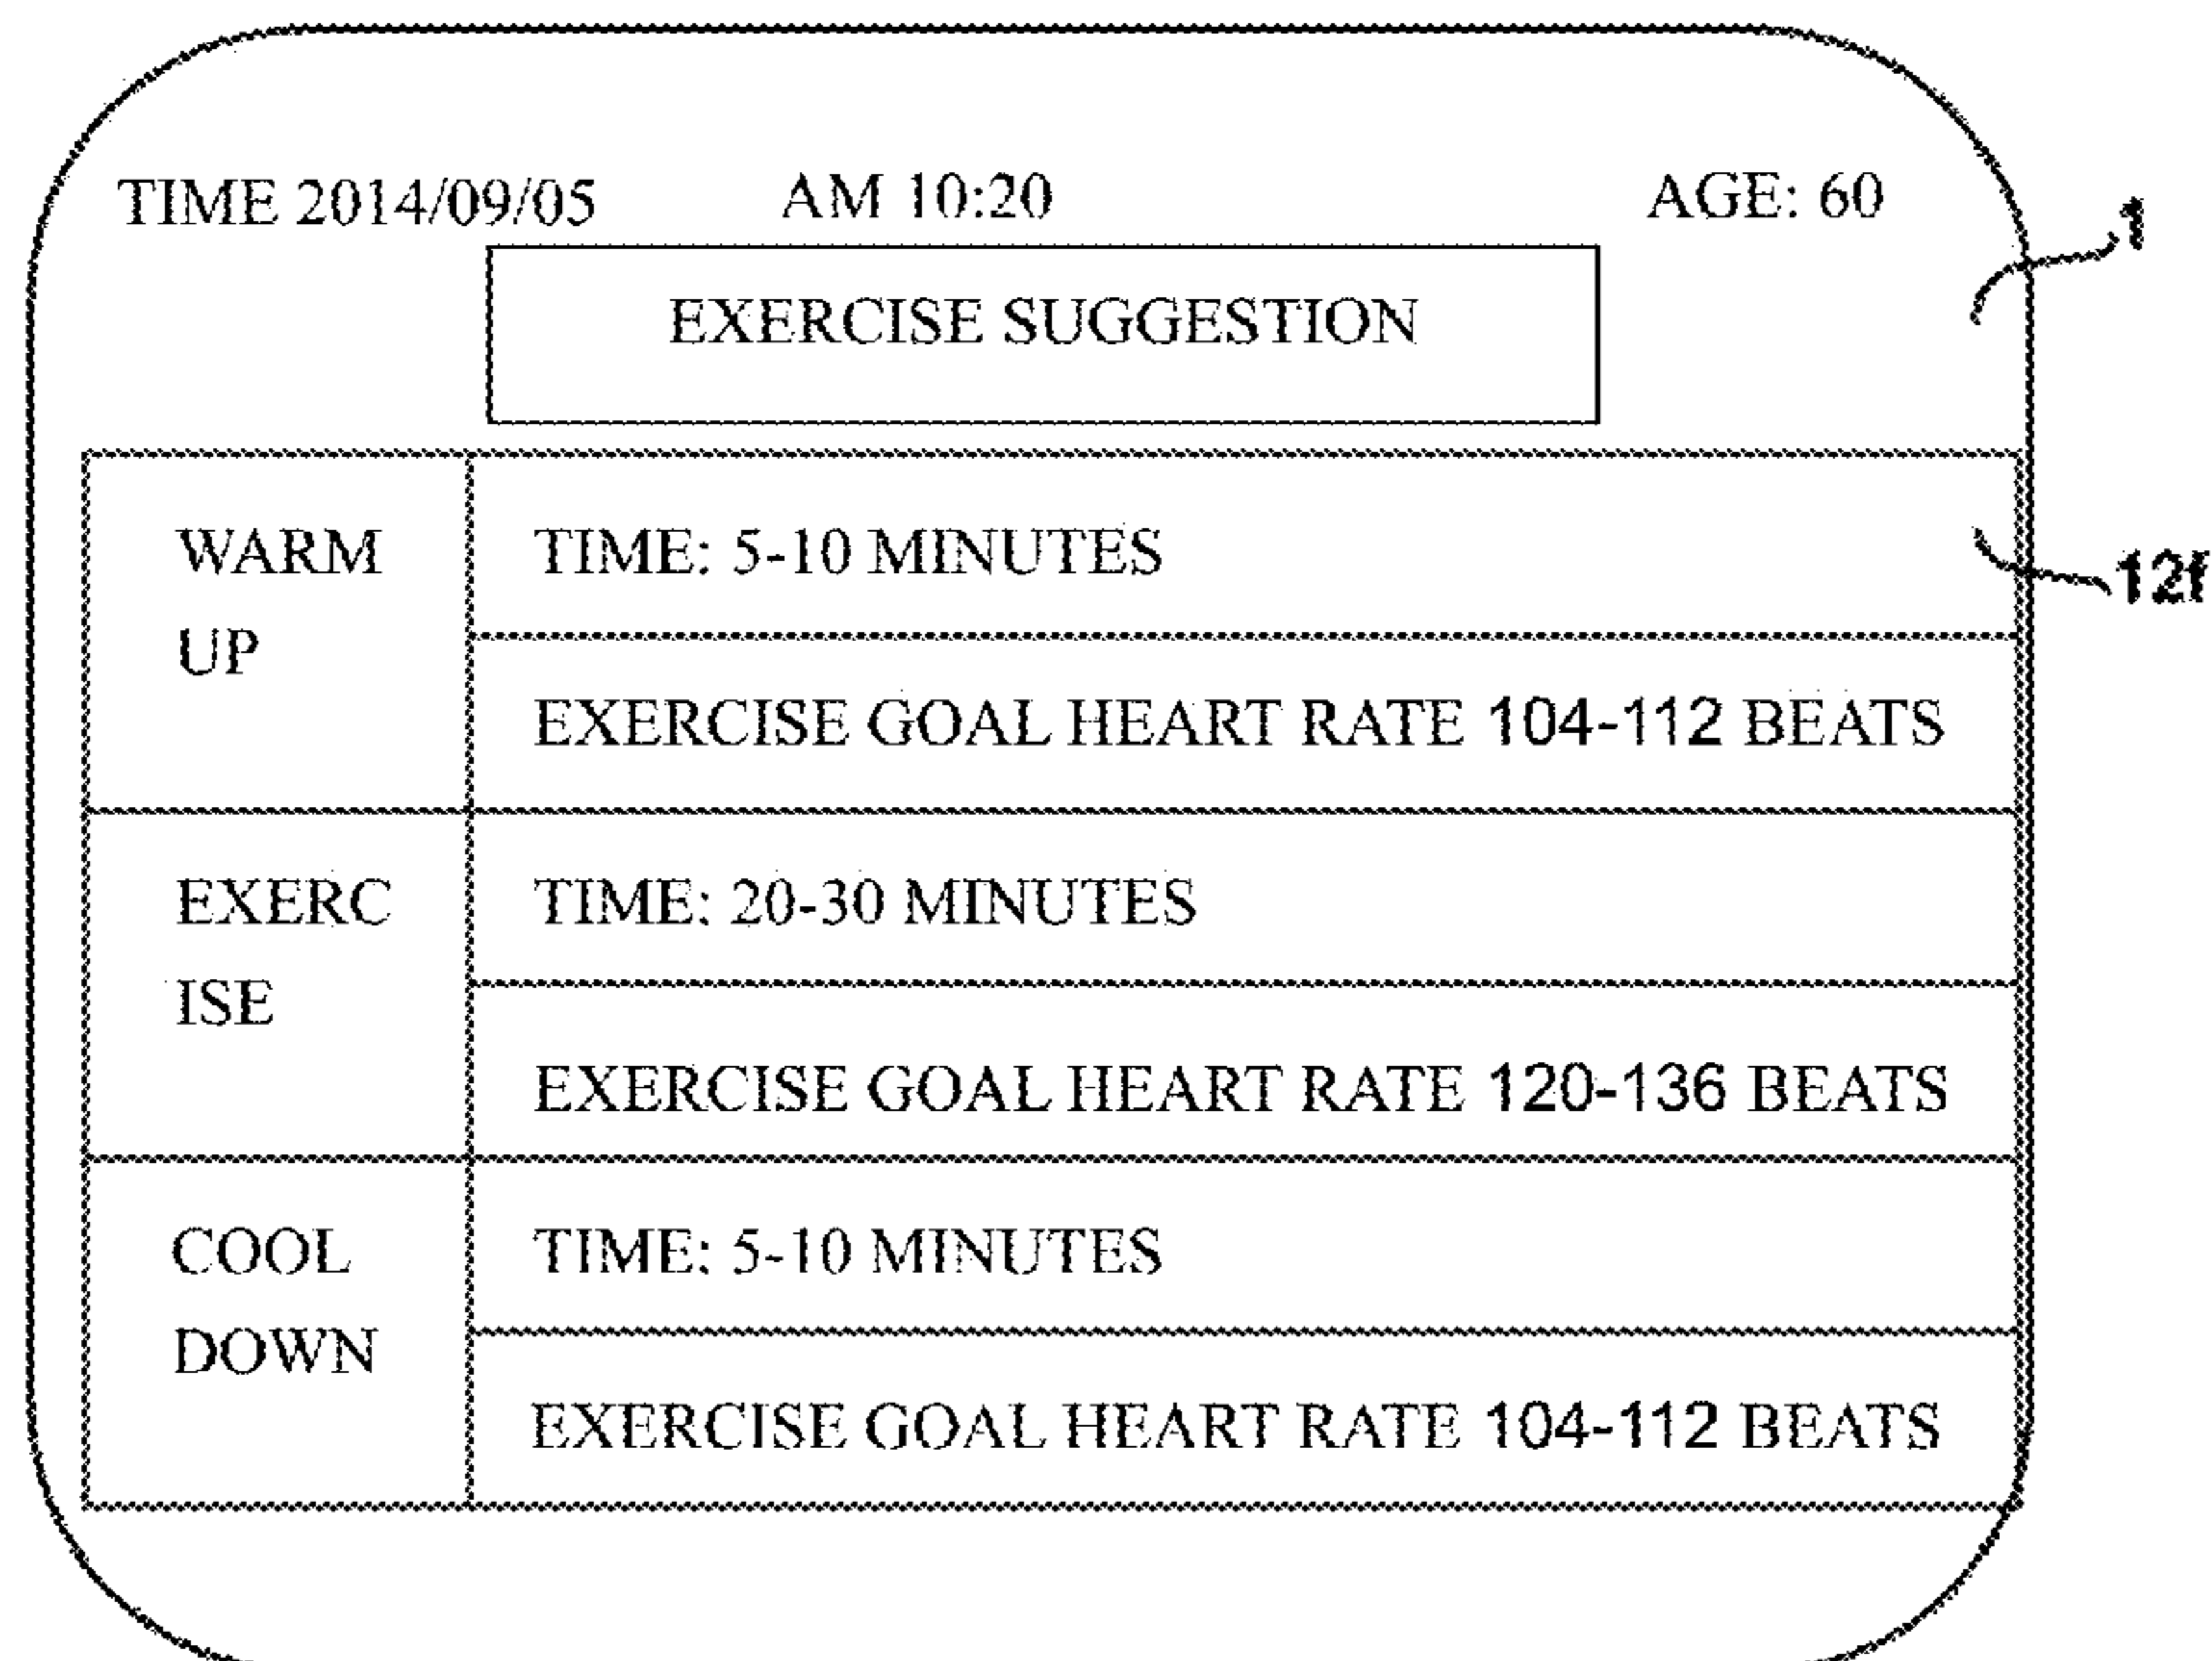 TIME 2014/09/05 AM 10:20 AGE: 60
1
EXERCISE SUGGESTION
WARM
UP
TIME: 5-10 MINUTES
12f
EXERCISE GOAL HEART RATE 104-112 BEATS
EXERC
ISE
TIME: 20-30 MINUTES
EXERCISE GOAL HEART RATE 120-136 BEATS
COOL
DOWN
TIME: 5-10 MINUTES
EXERCISE GOAL HEART RATE 104-112 BEATS